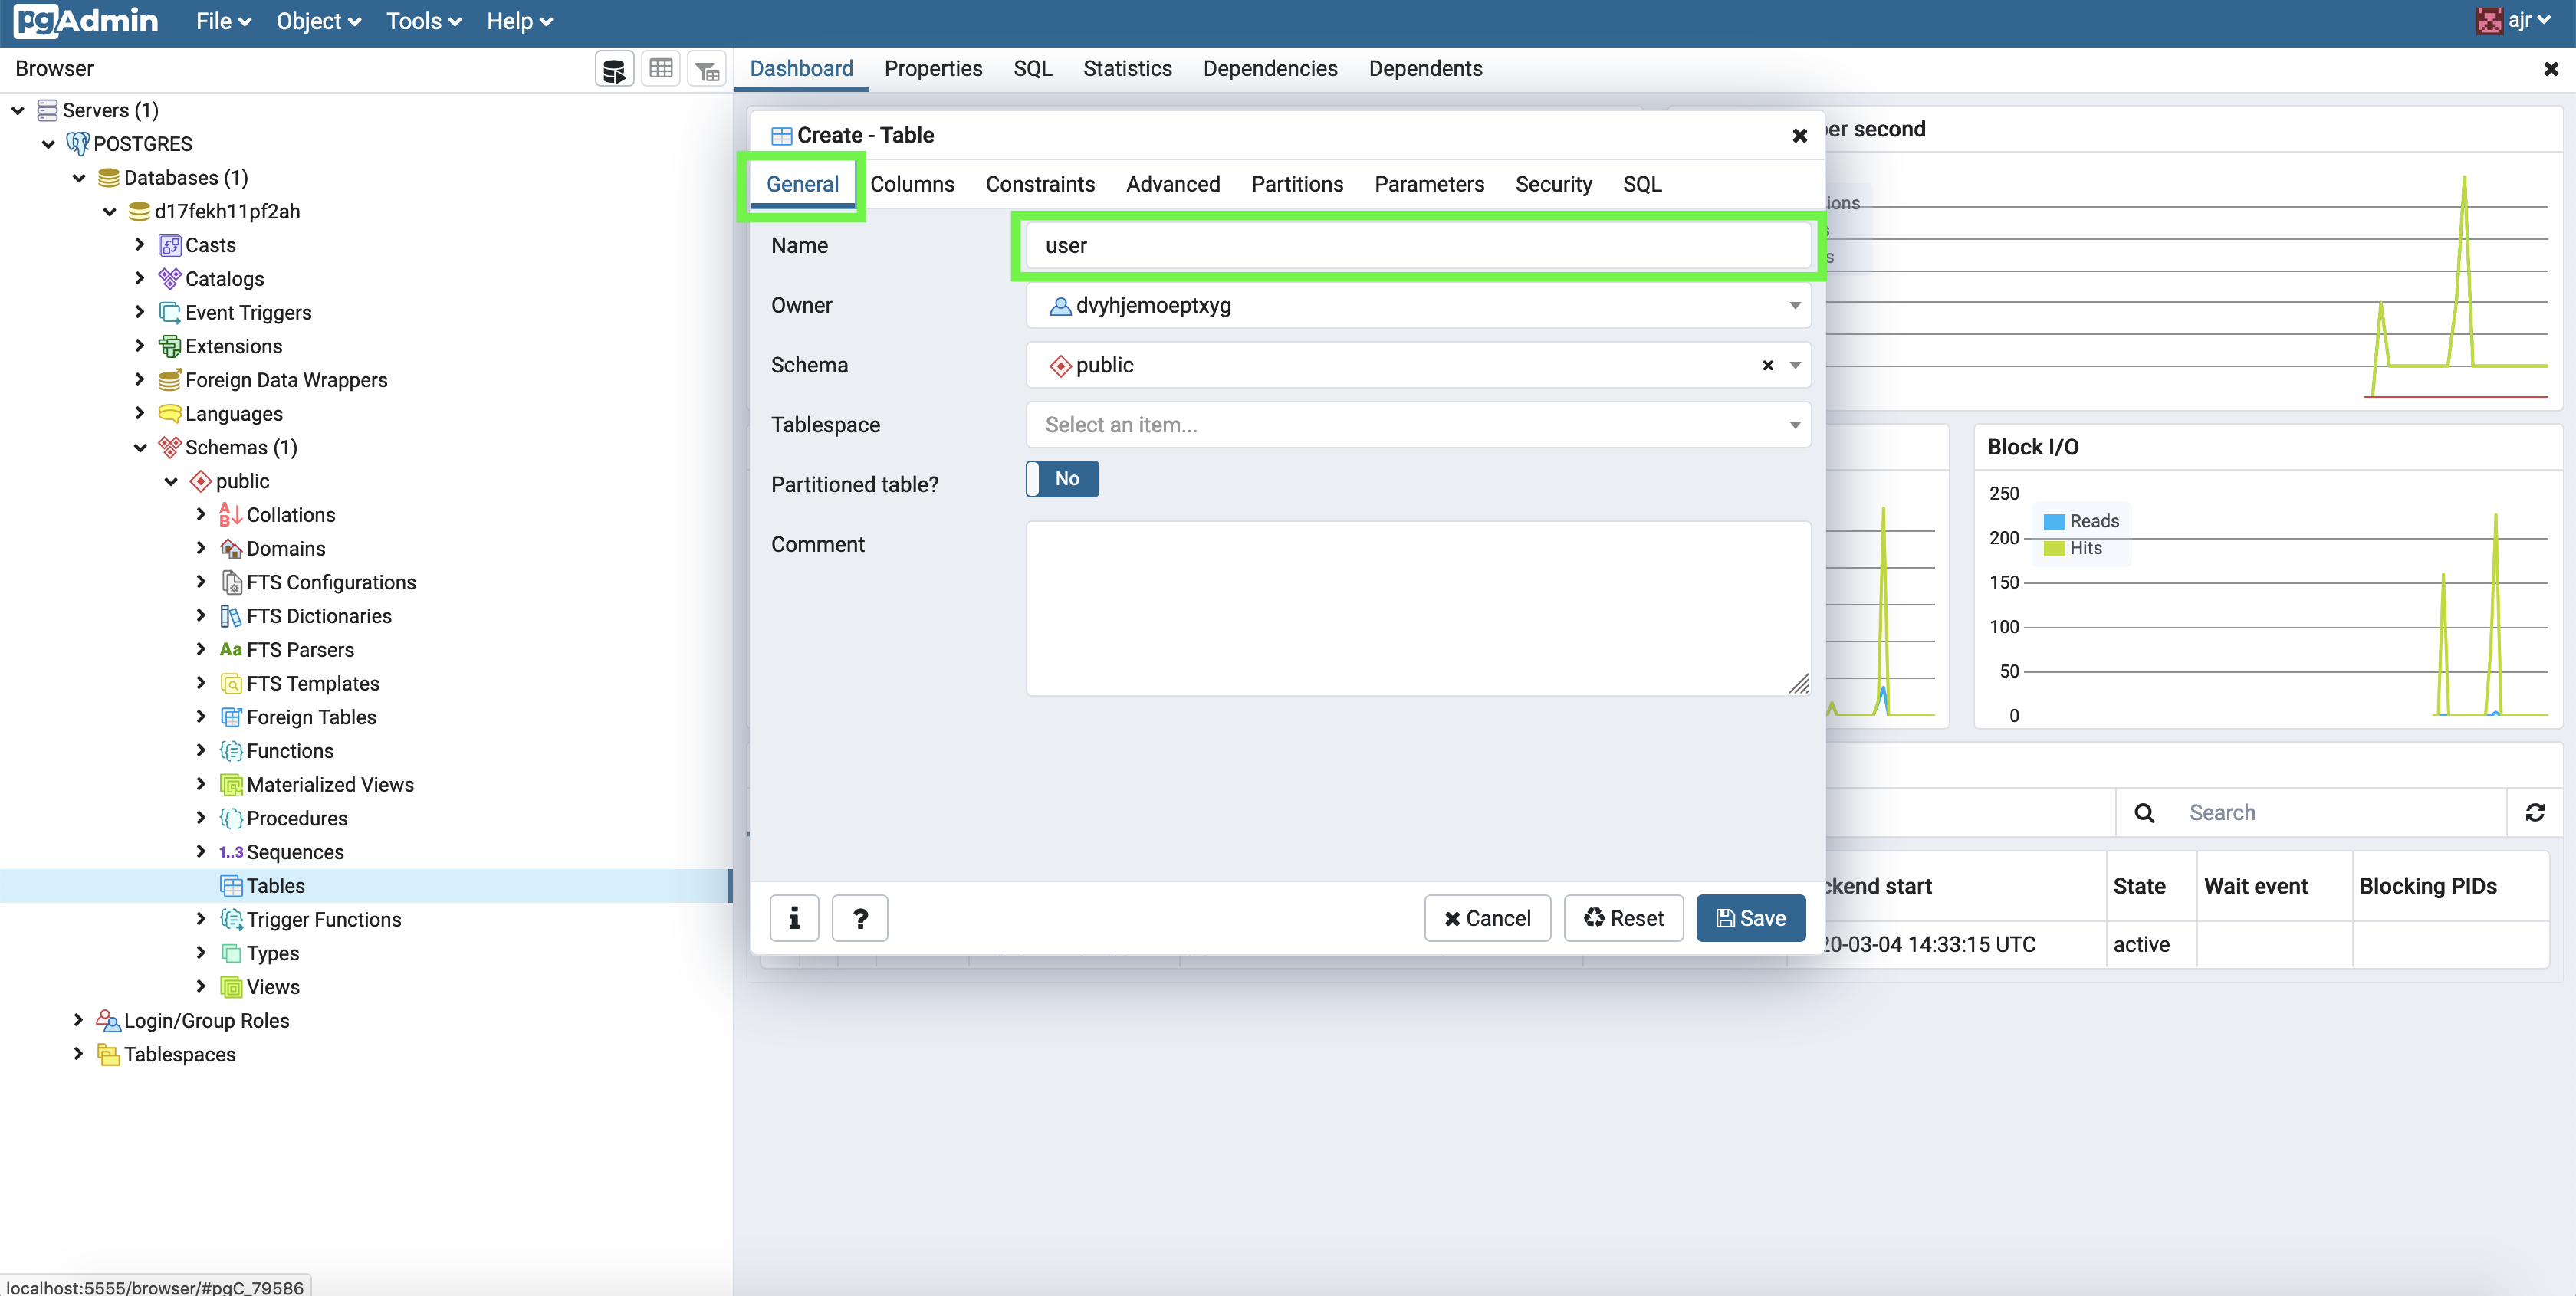 pgAdmin File Object Tools Help ajr
Browser
Dashboard Properties SQL Statistics Dependencies Dependents
Servers (1)
POSTGRES
Databases (1)
d17fekh11pf2ah
Casts
Catalogs
Event Triggers
Extensions
Foreign Data Wrappers
Languages
Schemas (1)
public
Collations
Domains
FTS Configurations
FTS Dictionaries
Aa FTS Parsers
FTS Templates
Foreign Tables
Functions
Materialized Views
Procedures
1..3 Sequences
Tables
Trigger Functions
Types
Views
Login/Group Roles
Tablespaces
localhost:5555/browser/#pgC_79586
Create - Table
General Columns Constraints Advanced Partitions Parameters Security SQL
Name user
Owner dvyhjemoeptxyg
Schema public
Tablespace Select an item...
Partitioned table? No
Comment
i ? Cancel Reset Save
er second
ions
s
s
Block I/O
250
200
150
100
50
0
Reads
Hits
Search
ckend start State Wait event Blocking PIDs
20-03-04 14:33:15 UTC active